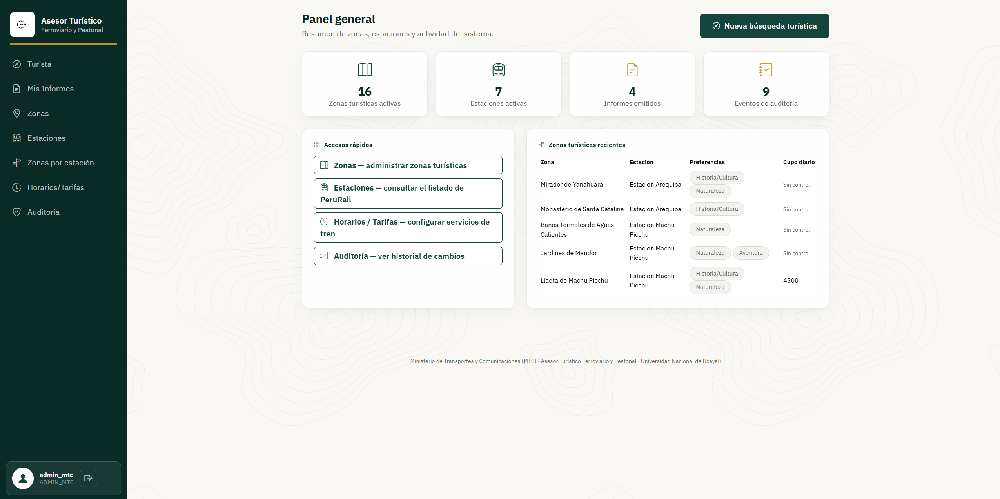 MTC
Asesor Turístico
Ferroviario y Peatonal
Turista
Mis Informes
Zonas
Estaciones
Zonas por estación
Horarios/Tarifas
Auditoría
admin_mtc
ADMIN_MTC
Panel general
Resumen de zonas, estaciones y actividad del sistema.
Nueva búsqueda turística
16
Zonas turísticas activas
7
Estaciones activas
4
Informes emitidos
9
Eventos de auditoría
Accesos rápidos
Zonas — administrar zonas turísticas
Estaciones — consultar el listado de
PeruRail
Horarios / Tarifas — configurar servicios de
tren
Auditoría — ver historial de cambios
Zonas turísticas recientes
Zona Estación Preferencias Cupo diario
Mirador de Yanahuara Estacion Arequipa Historia/Cultura Naturaleza Sin control
Monasterio de Santa Catalina Estacion Arequipa Historia/Cultura Sin control
Banos Termales de Aguas Calientes Estacion Machu Picchu Naturaleza Sin control
Jardines de Mandor Estacion Machu Picchu Naturaleza Aventura Sin control
Llaqta de Machu Picchu Estacion Machu Picchu Historia/Cultura Naturaleza 4500
Ministerio de Transportes y Comunicaciones (MTC) · Asesor Turístico Ferroviario y Peatonal · Universidad Nacional de Ucayali